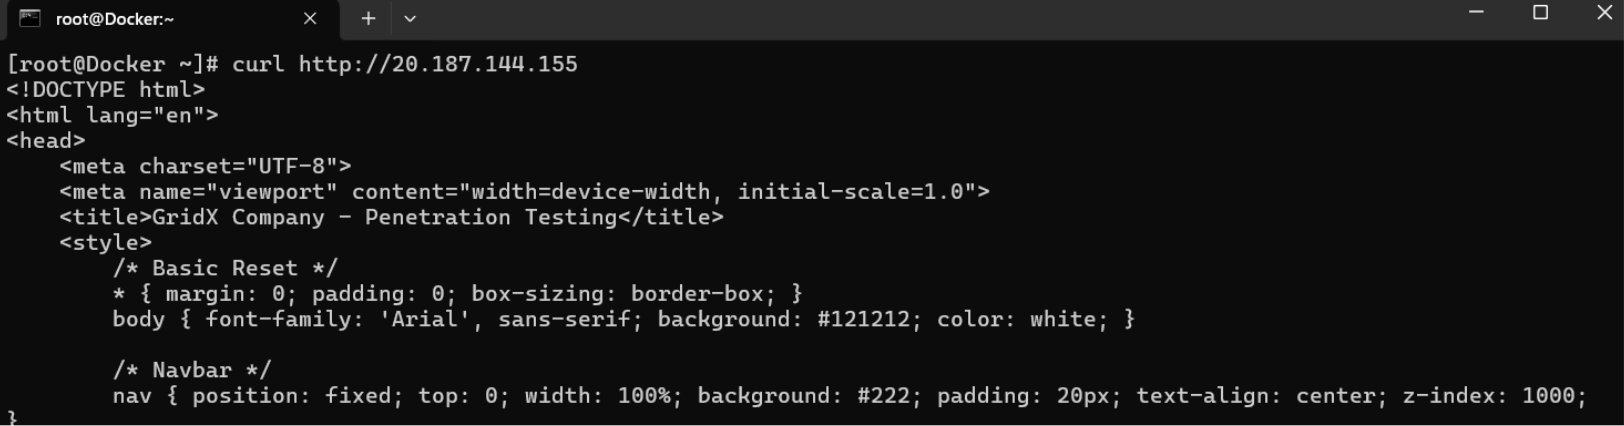 root@Docker:~
[root@Docker ~]# curl http://20.187.144.155
<!DOCTYPE html>
<html lang="en">
<head>
    <meta charset="UTF-8">
    <meta name="viewport" content="width=device-width, initial-scale=1.0">
    <title>GridX Company - Penetration Testing</title>
    <style>
        /* Basic Reset */
        * { margin: 0; padding: 0; box-sizing: border-box; }
        body { font-family: 'Arial', sans-serif; background: #121212; color: white; }
        /* Navbar */
        nav { position: fixed; top: 0; width: 100%; background: #222; padding: 20px; text-align: center; z-index: 1000;
}